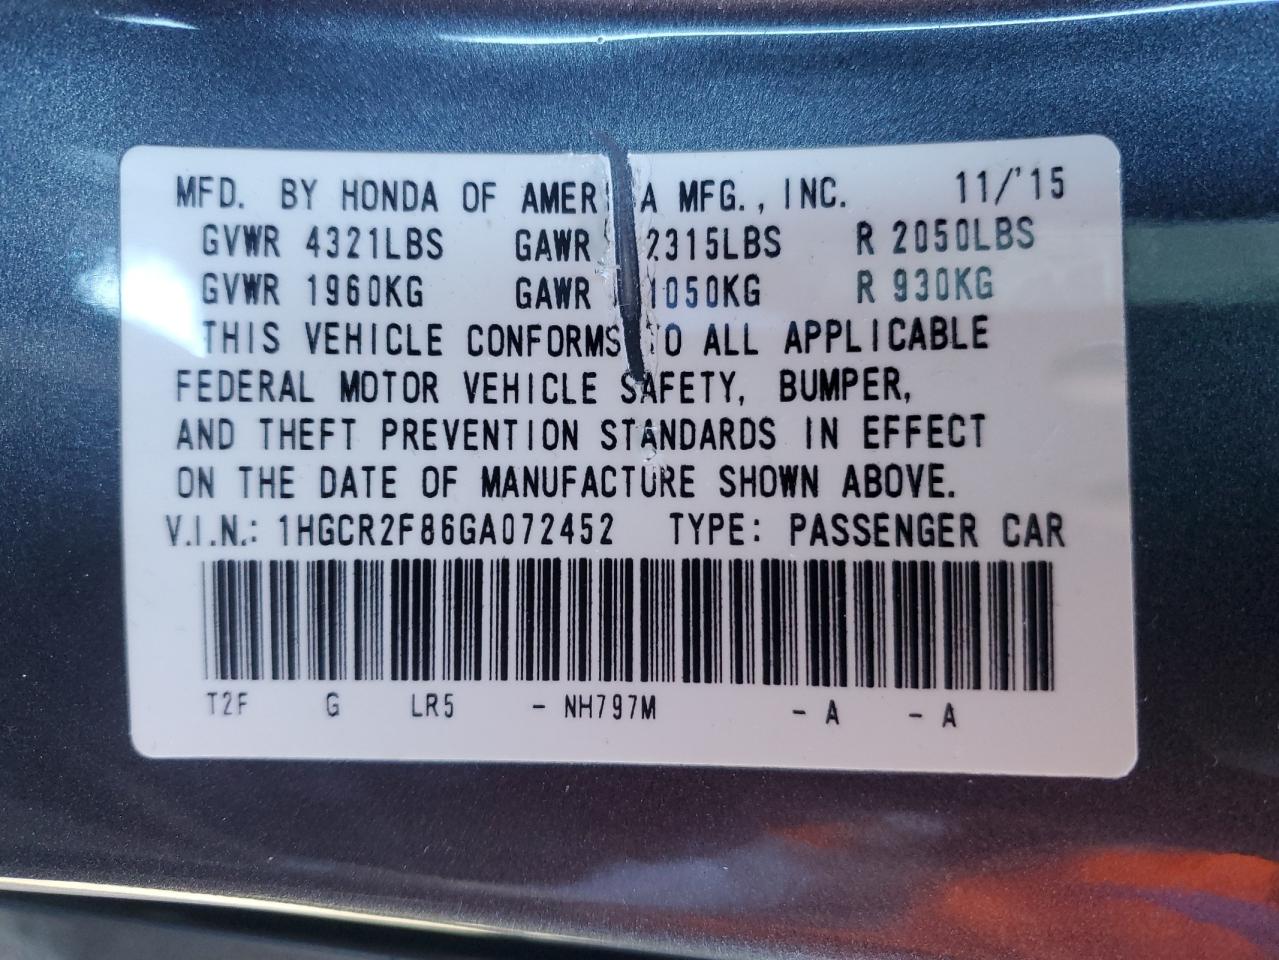 MFD. BY HONDA OF AMERICA MFG., INC. 11/'15
GVWR 4321LBS GAWR 2315LBS R 2050LBS
GVWR 1960KG GAWR 1050KG R 930KG
THIS VEHICLE CONFORMS TO ALL APPLICABLE
FEDERAL MOTOR VEHICLE SAFETY, BUMPER,
AND THEFT PREVENTION STANDARDS IN EFFECT
ON THE DATE OF MANUFACTURE SHOWN ABOVE.
V.I.N.: 1HGCR2F86GA072452 TYPE: PASSENGER CAR
T2F G LR5 - NH797M - A - A